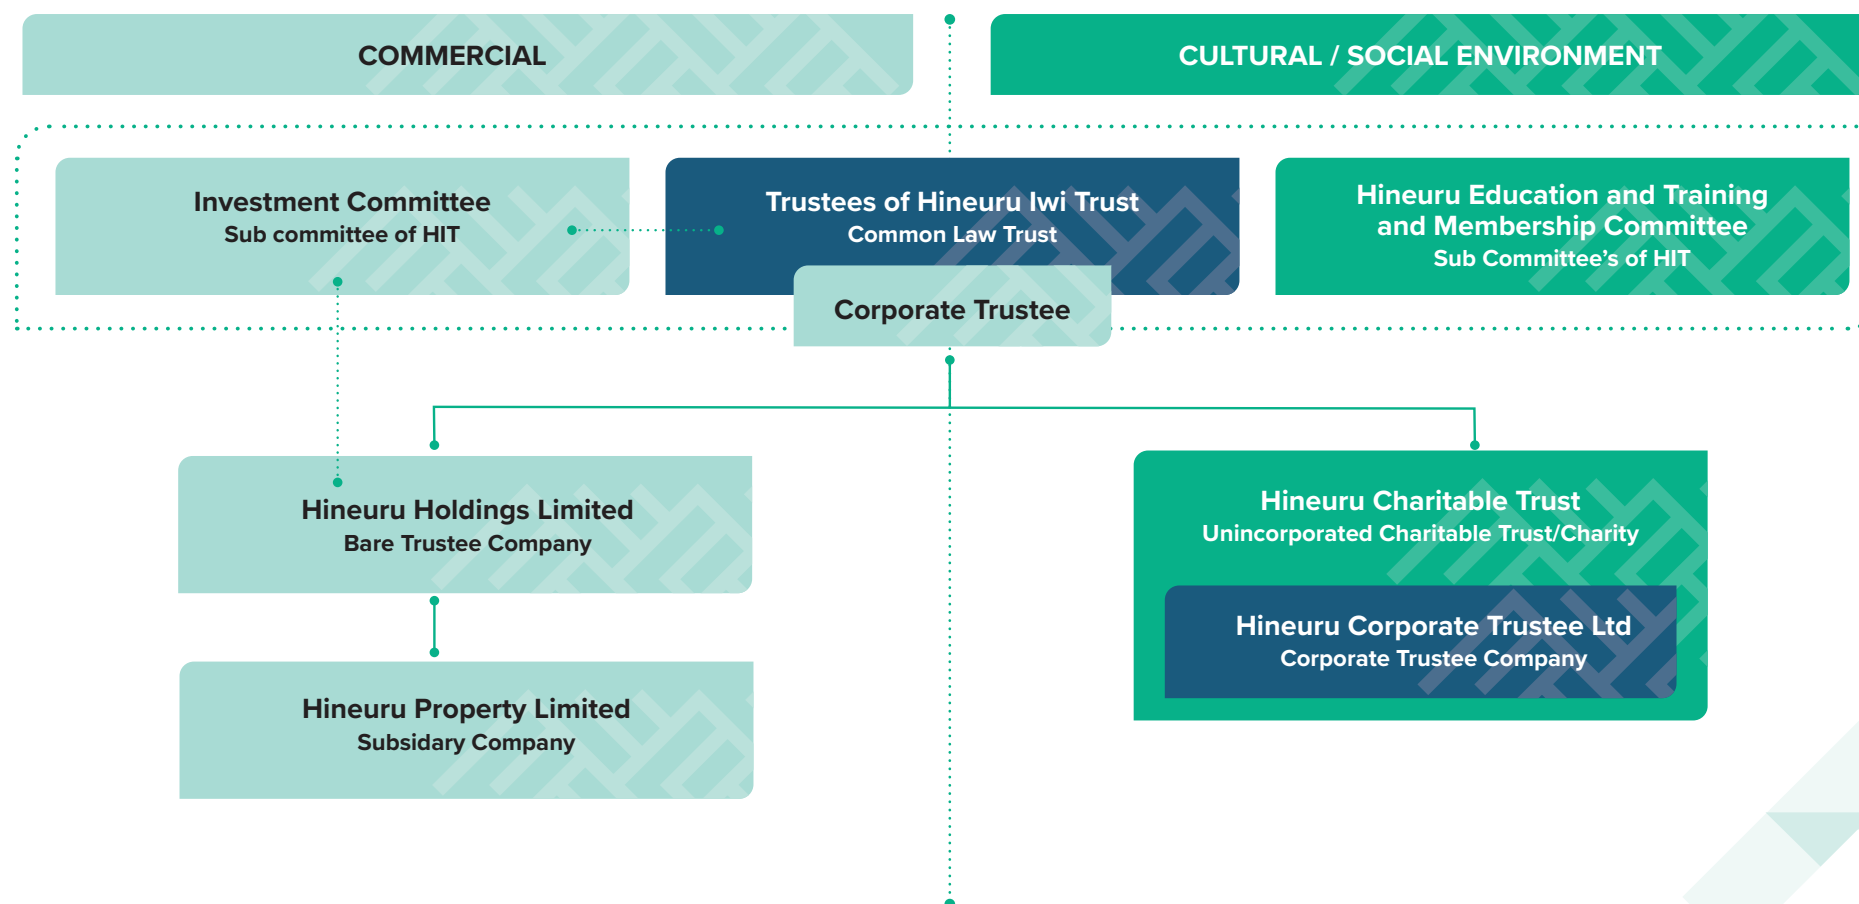 COMMERCIAL
CULTURAL / SOCIAL ENVIRONMENT
Investment Committee
Sub committee of HIT
Trustees of Hineuru Iwi Trust
Common Law Trust
Corporate Trustee
Hineuru Education and Training
and Membership Committee
Sub Committee’s of HIT
Hineuru Holdings Limited
Bare Trustee Company
Hineuru Property Limited
Subsidary Company
Hineuru Charitable Trust
Unincorporated Charitable Trust/Charity
Hineuru Corporate Trustee Ltd
Corporate Trustee Company